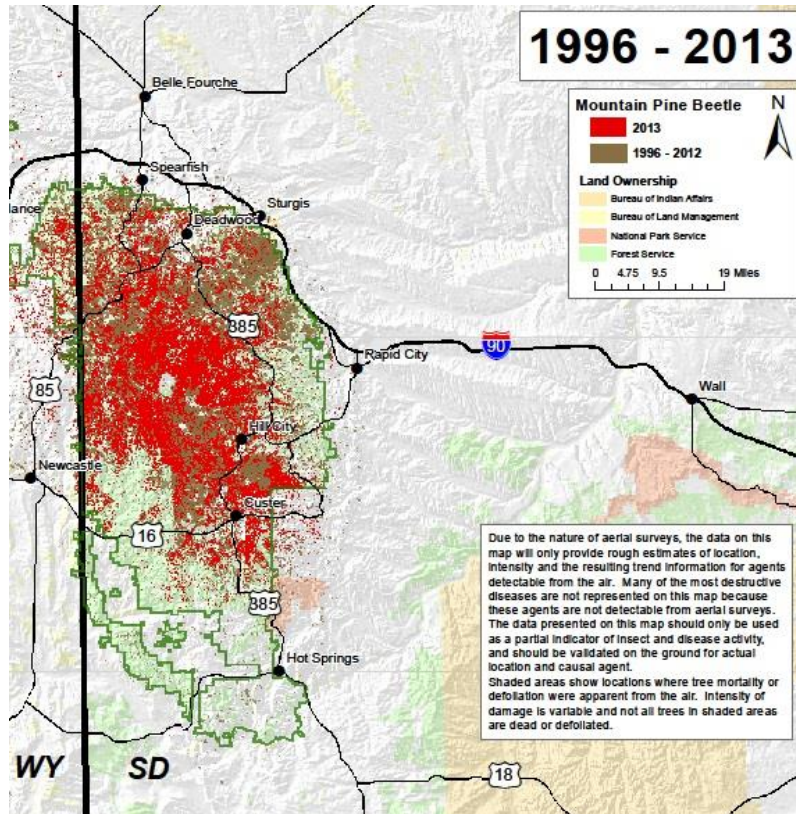 1996 - 2013
Mountain Pine Beetle
N
2013
1996 - 2012
Land Ownership
Bureau of Indian Affairs
Bureau of Land Management
National Park Service
Forest Service
0 4.75 9.5 19 Miles
Belle Fourche
Spearfish
Sturgis
lance
Deadwood
385
90
Rapid City
85
Wall
Hill City
Newcastle
Custer
16
385
Hot Springs
Due to the nature of aerial surveys, the data on this
map will only provide rough estimates of location,
intensity and the resulting trend information for agents
detectable from the air. Many of the most destructive
diseases are not represented on this map because
these agents are not detectable from aerial surveys.
The data presented on this map should only be used
as a partial indicator of insect and disease activity,
and should be validated on the ground for actual
location and causal agent.
Shaded areas show locations where tree mortality or
defoliation were apparent from the air. Intensity of
damage is variable and not all trees in shaded areas
are dead or defoliated.
WY SD
18